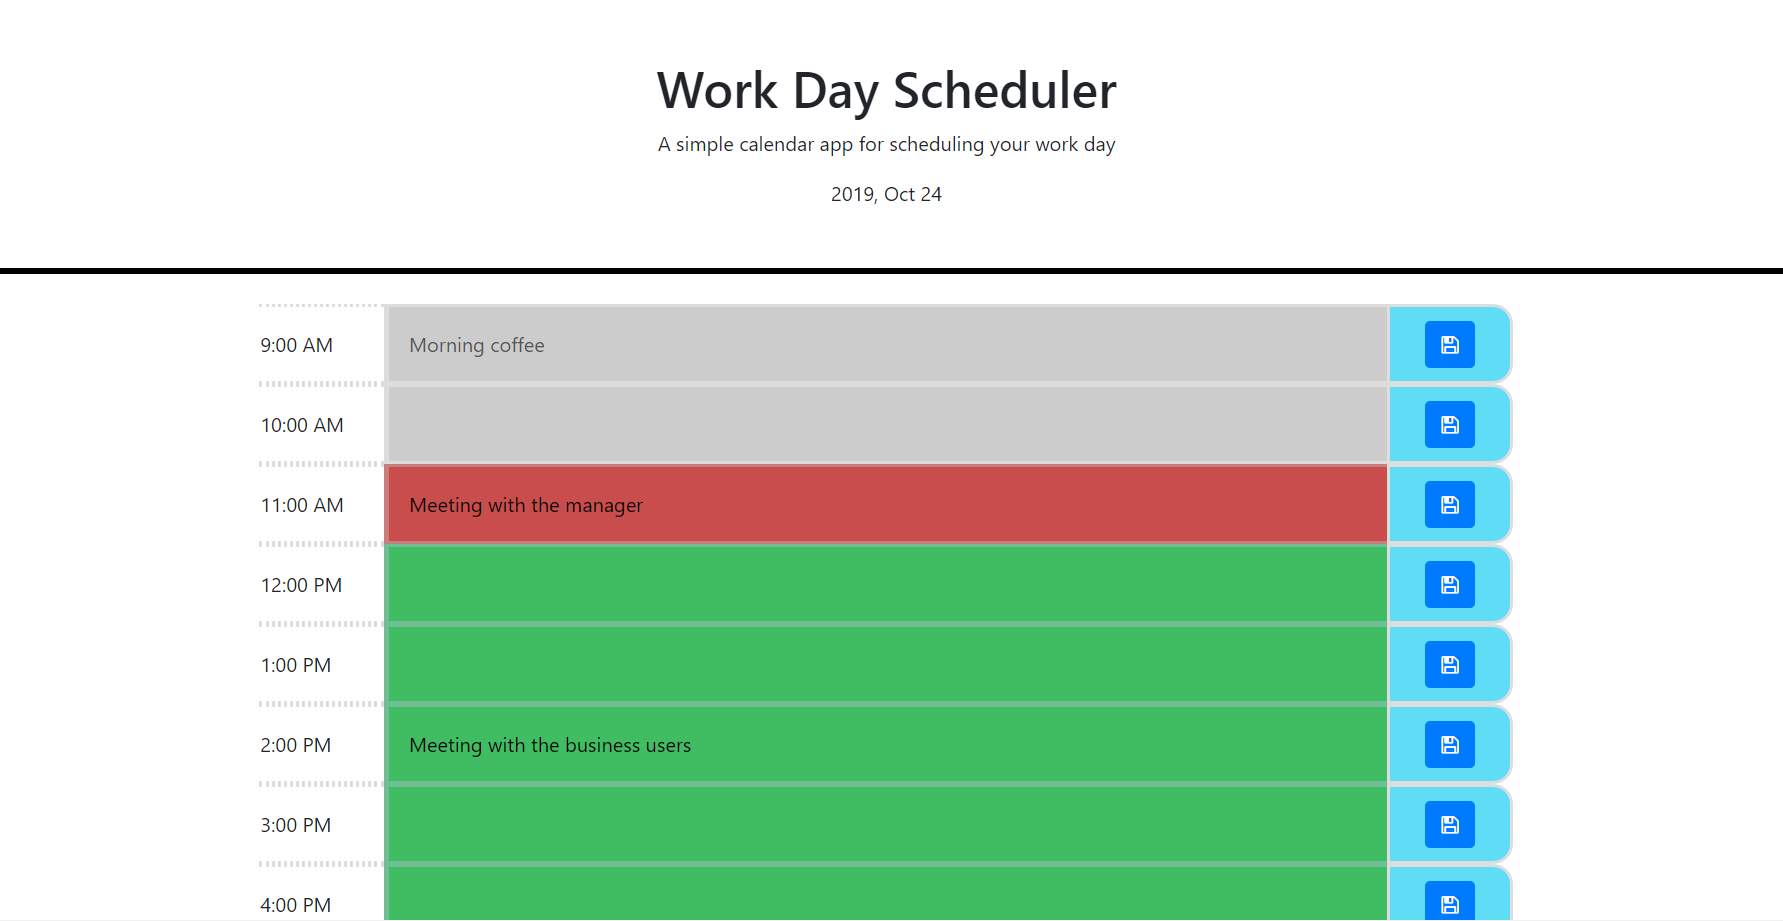 Work Day Scheduler
A simple calendar app for scheduling your work day
2019, Oct 24
9:00 AM Morning coffee
10:00 AM
11:00 AM Meeting with the manager
12:00 PM
1:00 PM
2:00 PM Meeting with the business users
3:00 PM
4:00 PM